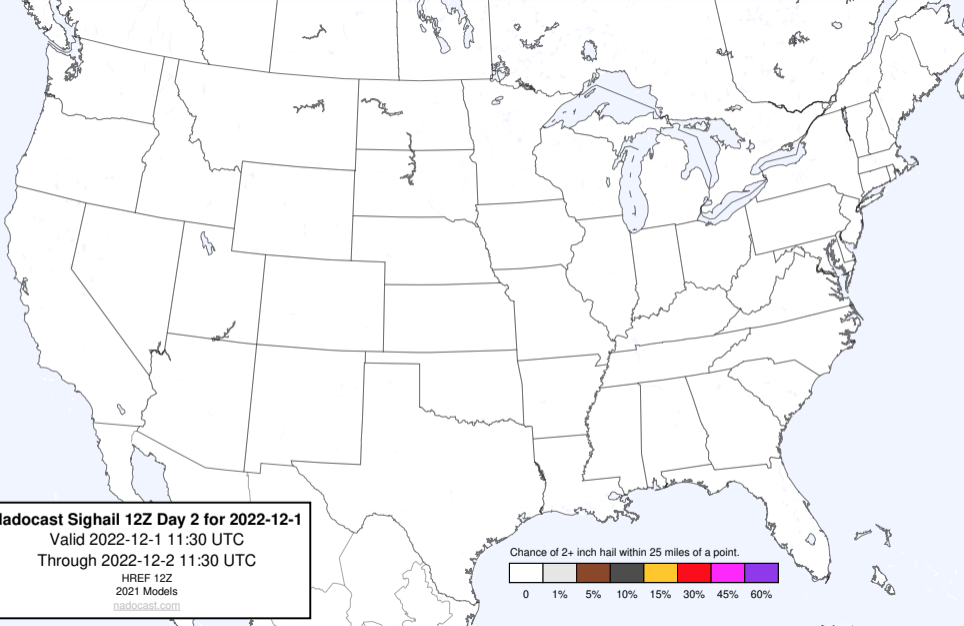 adocast Sighail 12Z Day 2 for 2022-12-1
Valid 2022-12-1 11:30 UTC
Through 2022-12-2 11:30 UTC
HREF 12Z
2021 Models
nadocast.com
Chance of 2+ inch hail within 25 miles of a point.
0 1% 5% 10% 15% 30% 45% 60%